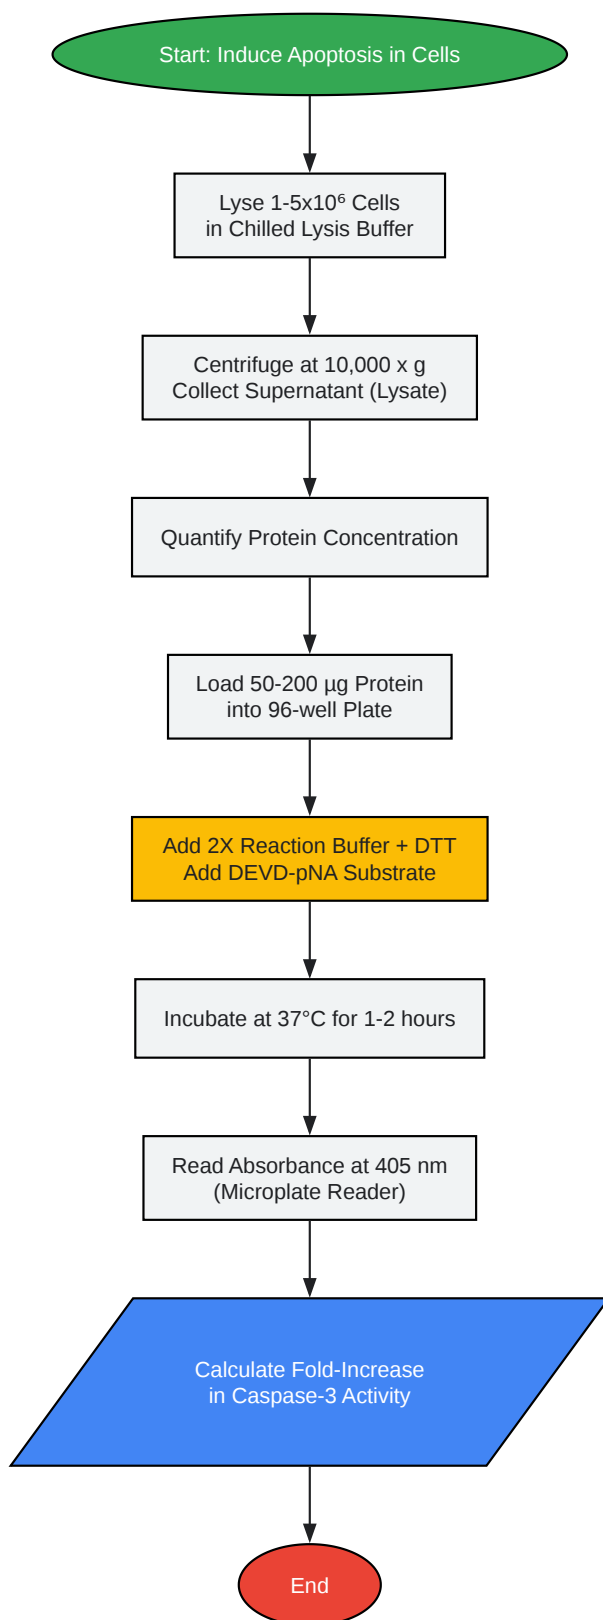 Start: Induce Apoptosis in Cells
Lyse 1-5x10⁶ Cells
in Chilled Lysis Buffer
Centrifuge at 10,000 x g
Collect Supernatant (Lysate)
Quantify Protein Concentration
Load 50-200 µg Protein
into 96-well Plate
Add 2X Reaction Buffer + DTT
Add DEVD-pNA Substrate
Incubate at 37°C for 1-2 hours
Read Absorbance at 405 nm
(Microplate Reader)
Calculate Fold-Increase
in Caspase-3 Activity
End